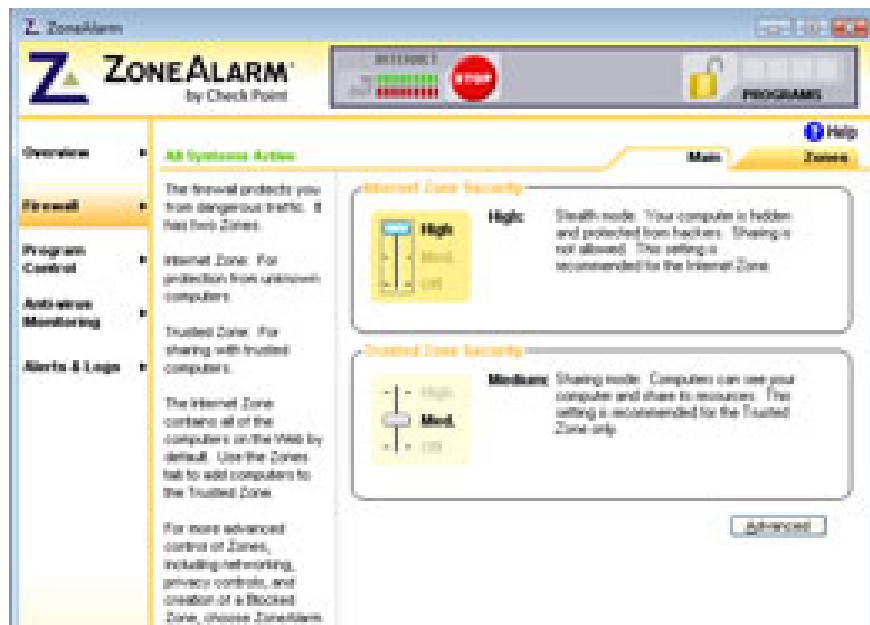 ZoneAlarm
ZONEALARM
by Check Point
INTERNET
STOP
PROGRAMS
Help
Overview
All Systems Active
Main
Zones
Firewall
Program
Control
Antivirus
Monitoring
Alerts & Logs
The firewall protects you
from dangerous traffic. It
has two Zones.
Internet Zone: For
protection from unknown
computers.
Trusted Zone: For
sharing with trusted
computers.
The Internet Zone
contains all of the
computers on the Web by
default. Use the Zones
tab to add computers to
the Trusted Zone.
For more advanced
control of Zones,
including networking,
privacy controls, and
creation of a Blocked
Zone, choose ZoneAlarm
Internet Zone Security
High
Med.
Off
High: Stealth mode. Your computer is hidden
and protected from hackers. Sharing is
not allowed. This setting is
recommended for the Internet Zone.
Trusted Zone Security
High
Med.
Off
Medium: Sharing mode. Computers can see your
computer and share its resources. This
setting is recommended for the Trusted
Zone only.
Advanced